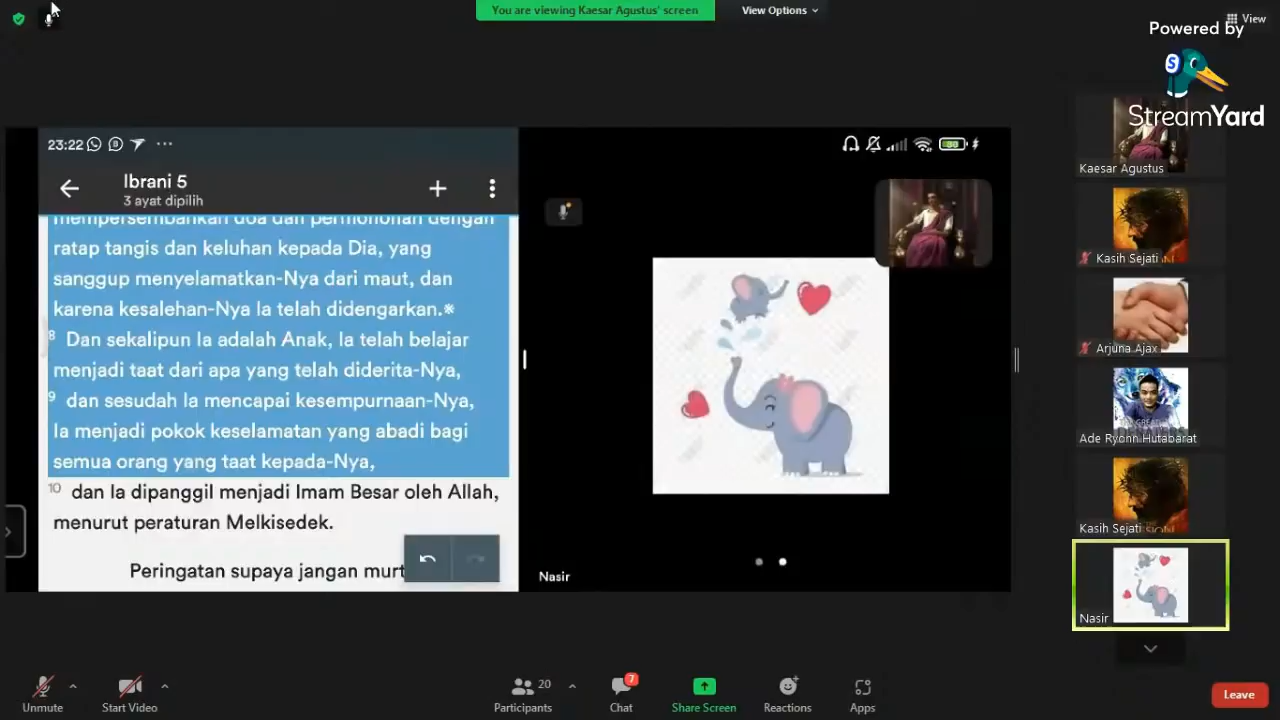 You are viewing Kaesar Agustus' screen
View Options
View
Powered by
S
StreamYard
23:22
Ibrani 5
3 ayat dipilih
mempersembahkan doa dan permohonan dengan
ratap tangis dan keluhan kepada Dia, yang
sanggup menyelamatkan-Nya dari maut, dan
karena kesalehan-Nya Ia telah didengarkan.※
8 Dan sekalipun Ia adalah Anak, Ia telah belajar
menjadi taat dari apa yang telah diderita-Nya,
9 dan sesudah Ia mencapai kesempurnaan-Nya,
Ia menjadi pokok keselamatan yang abadi bagi
semua orang yang taat kepada-Nya,
10 dan Ia dipanggil menjadi Imam Besar oleh Allah,
menurut peraturan Melkisedek.
Peringatan supaya jangan murt
Nasir
Kaesar Agustus
Kasih Sejati
Arjuna Ajax
Ade Ryonn Hutabarat
Kasih Sejati
Nasir
Unmute
Start Video
20
Participants
7
Chat
Share Screen
Reactions
Apps
Leave